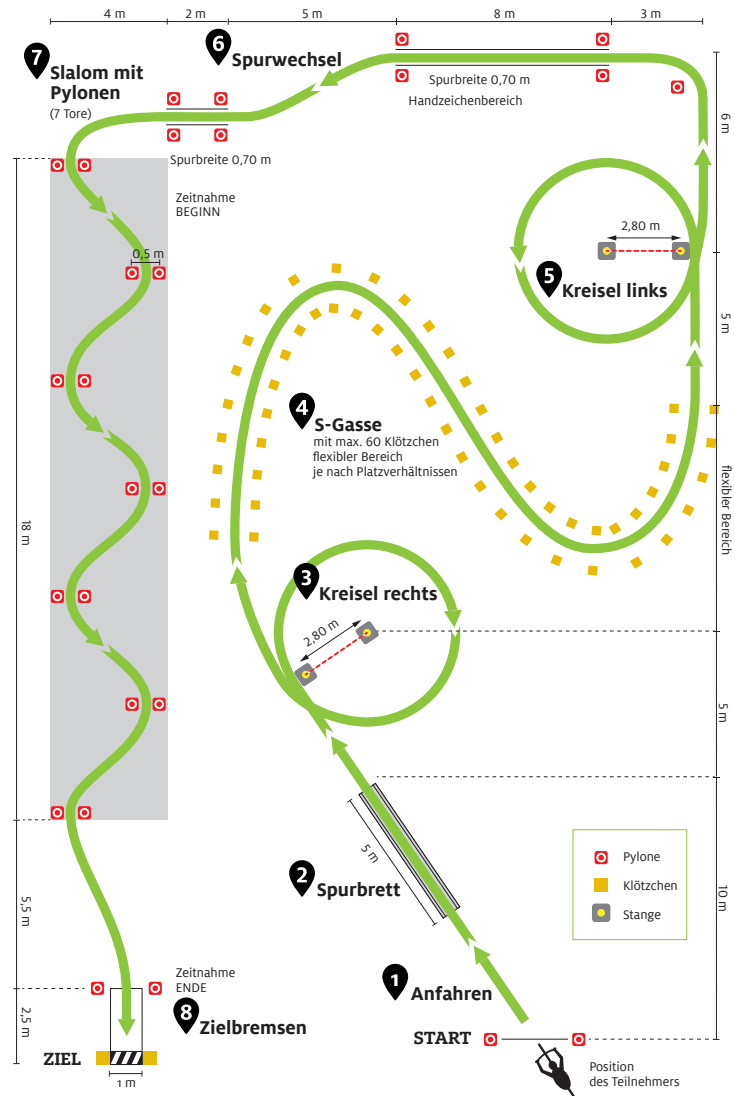 4 m
2 m
5 m
8 m
3 m
6
Spurwechsel
7
Slalom mit
Pylonen
(7 Tore)
Spurbreite 0,70 m
Handzeichenbereich
6 m
Spurbreite 0,70 m
Zeitnahme
BEGINN
0,5 m
2,80 m
5
Kreisel links
5 m
4
S-Gasse
mit max. 60 Klötzchen
flexibler Bereich
je nach Platzverhältnissen
flexibler Bereich
18 m
3
Kreisel rechts
2,80 m
5 m
5 m
2
Spurbrett
10 m
Pylone
Klötzchen
Stange
5,5 m
Zeitnahme
ENDE
8
Zielbremsen
1
Anfahren
START
2,5 m
ZIEL
1 m
Position
des Teilnehmers